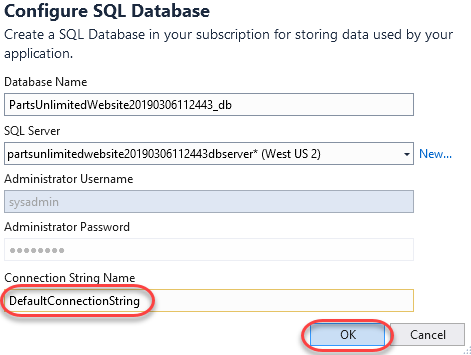 Configure SQL Database
Create a SQL Database in your subscription for storing data used by your
application.
Database Name
PartsUnlimitedWebsite20190306112443_db
SQL Server
partsunlimitedwebsite20190306112443dbserver* (West US 2)
New...
Administrator Username
sysadmin
Administrator Password
●●●●●●●●
Connection String Name
DefaultConnectionString
OK
Cancel